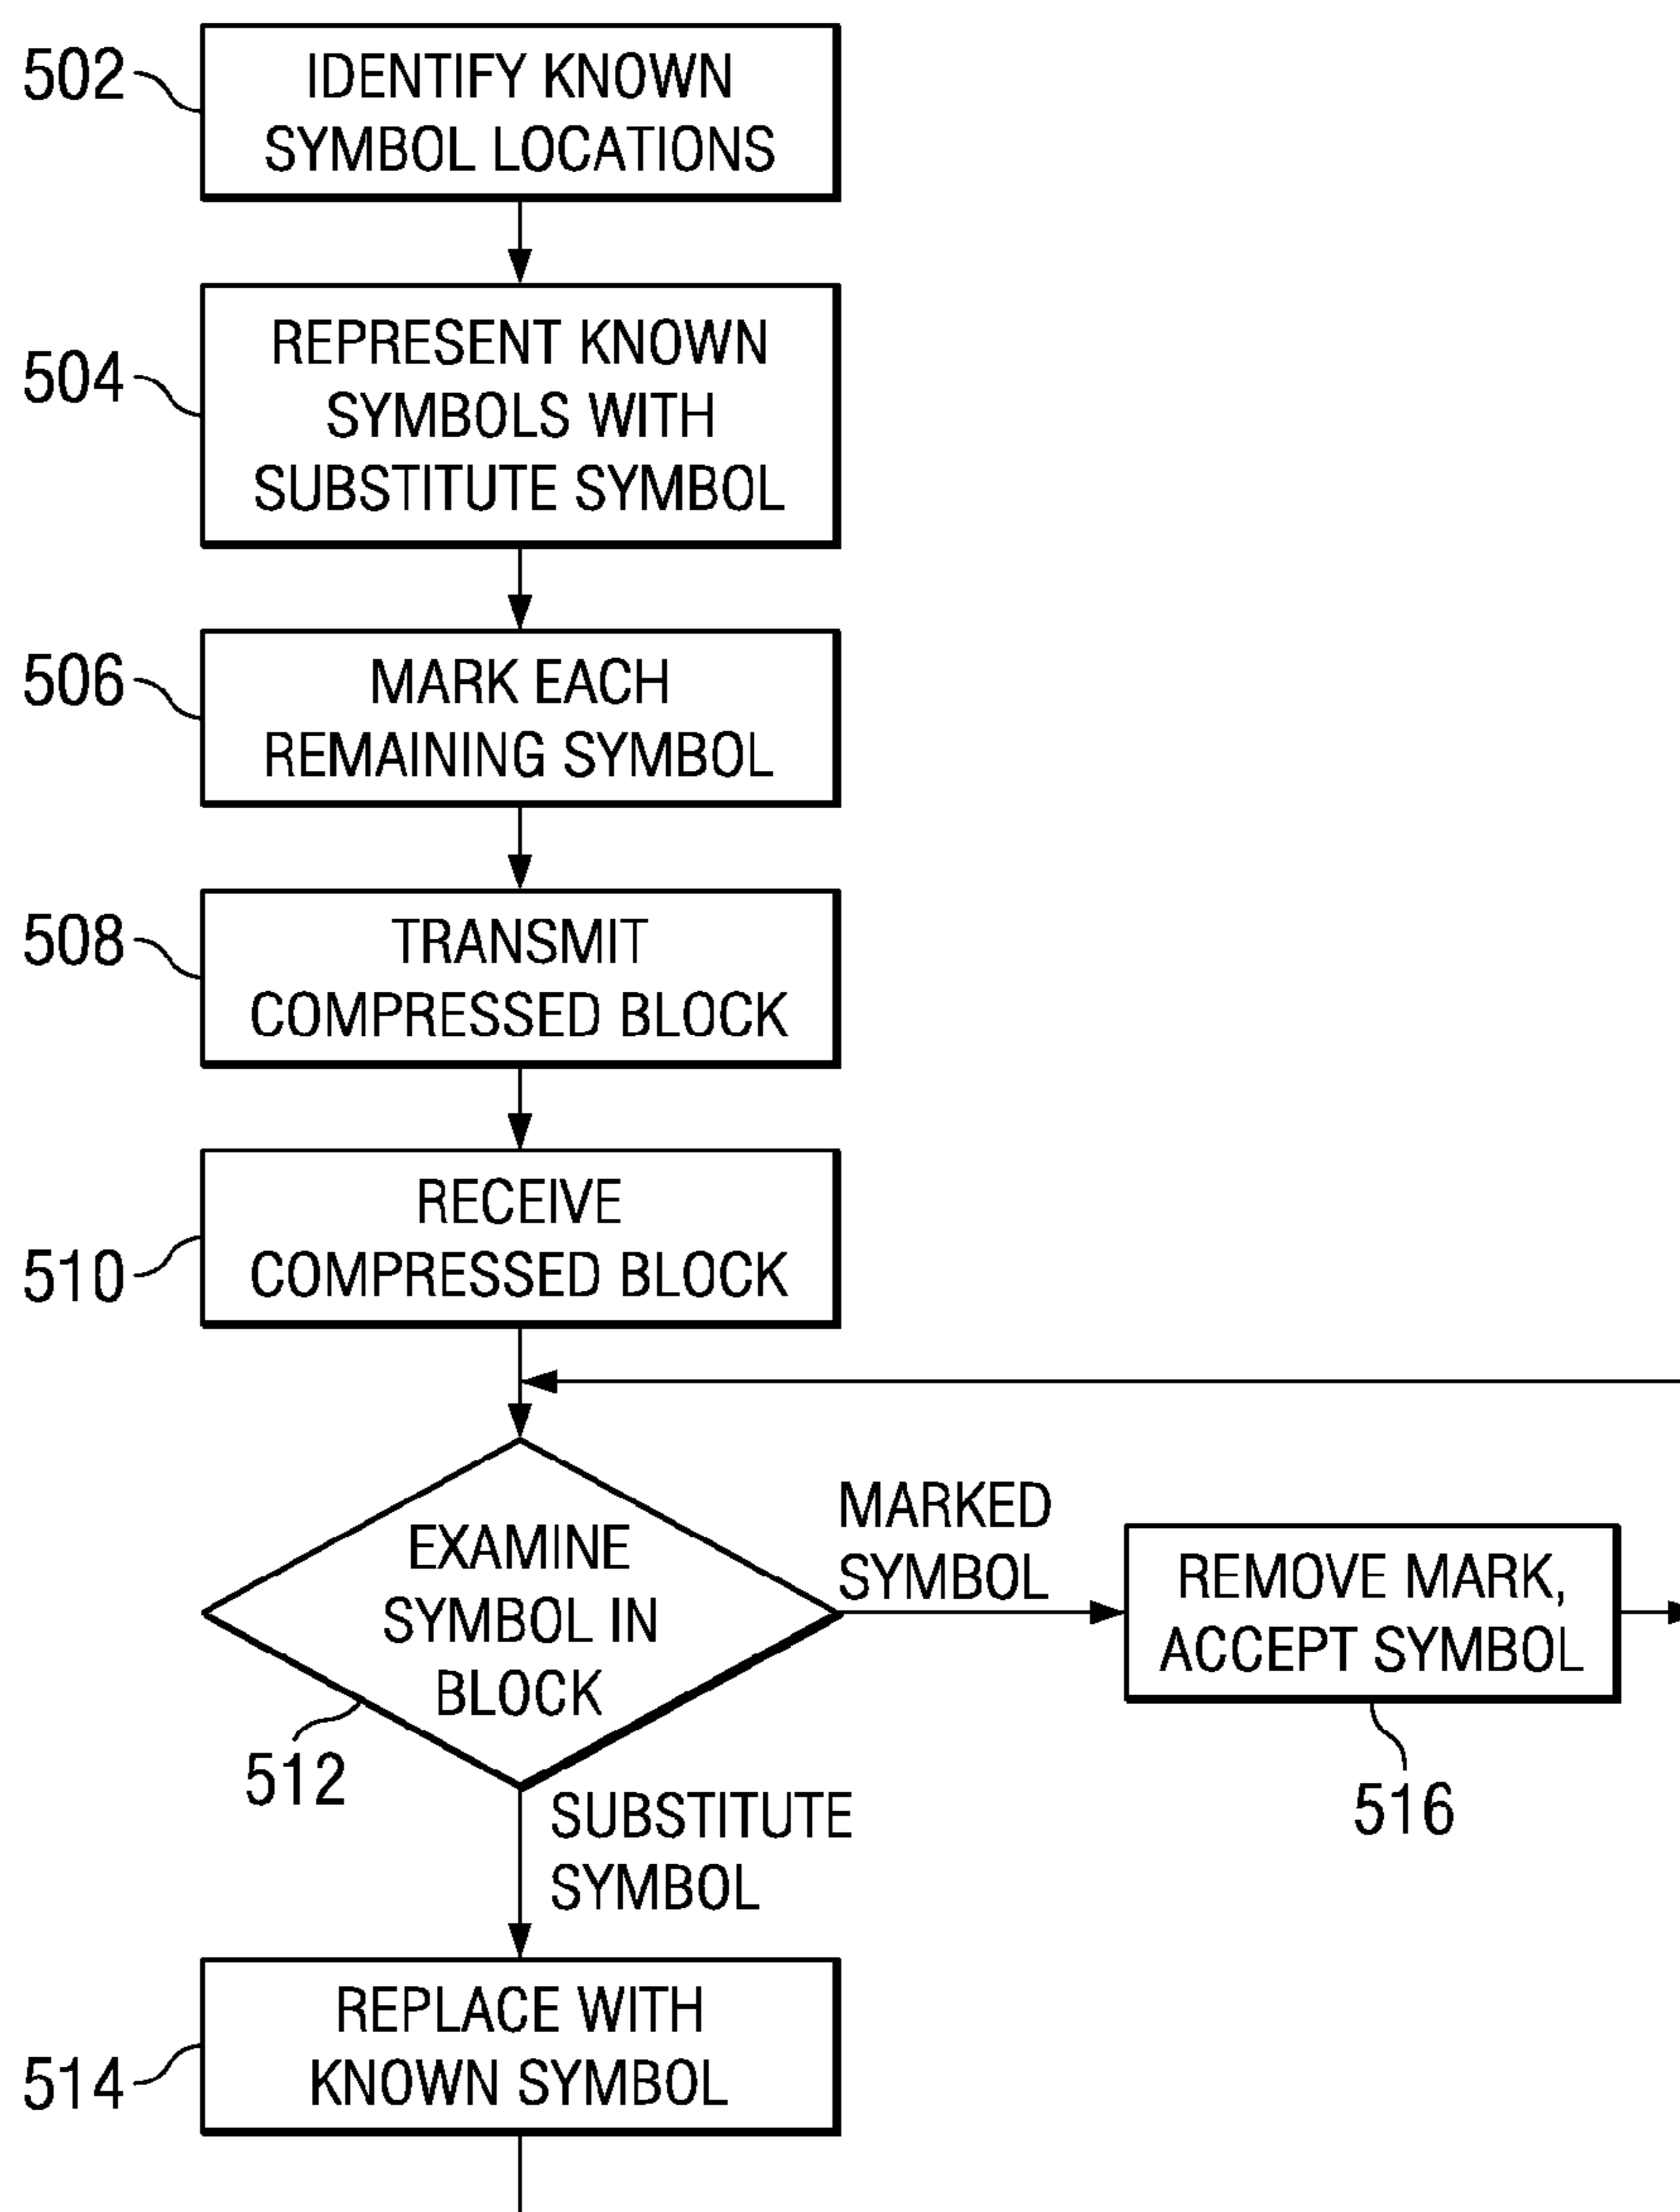 502
IDENTIFY KNOWN
SYMBOL LOCATIONS
504
REPRESENT KNOWN
SYMBOLS WITH
SUBSTITUTE SYMBOL
506
MARK EACH
REMAINING SYMBOL
508
TRANSMIT
COMPRESSED BLOCK
510
RECEIVE
COMPRESSED BLOCK
EXAMINE
SYMBOL IN
BLOCK
512
MARKED
SYMBOL
REMOVE MARK,
ACCEPT SYMBOL
516
SUBSTITUTE
SYMBOL
514
REPLACE WITH
KNOWN SYMBOL